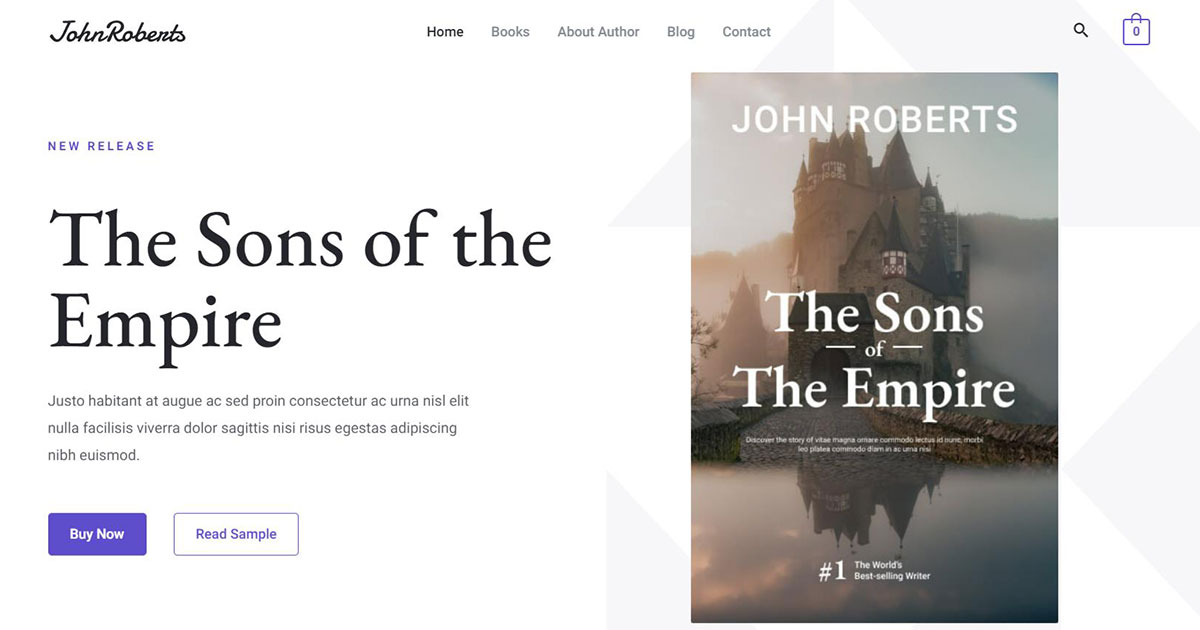 JohnRoberts
Home Books About Author Blog Contact
0
NEW RELEASE
The Sons of the
Empire
Justo habitant at augue ac sed proin consectetur ac urna nisl elit
nulla facilisis viverra dolor sagittis nisi risus egestas adipiscing
nibh euismod.
Buy Now
Read Sample
JOHN ROBERTS
The Sons
of
The Empire
Discover the story of vitae magna ornare commodo lectus id nunc, morbi
leo platea commodo diam in ac urna nisi
#1 The World's
Best-selling Writer